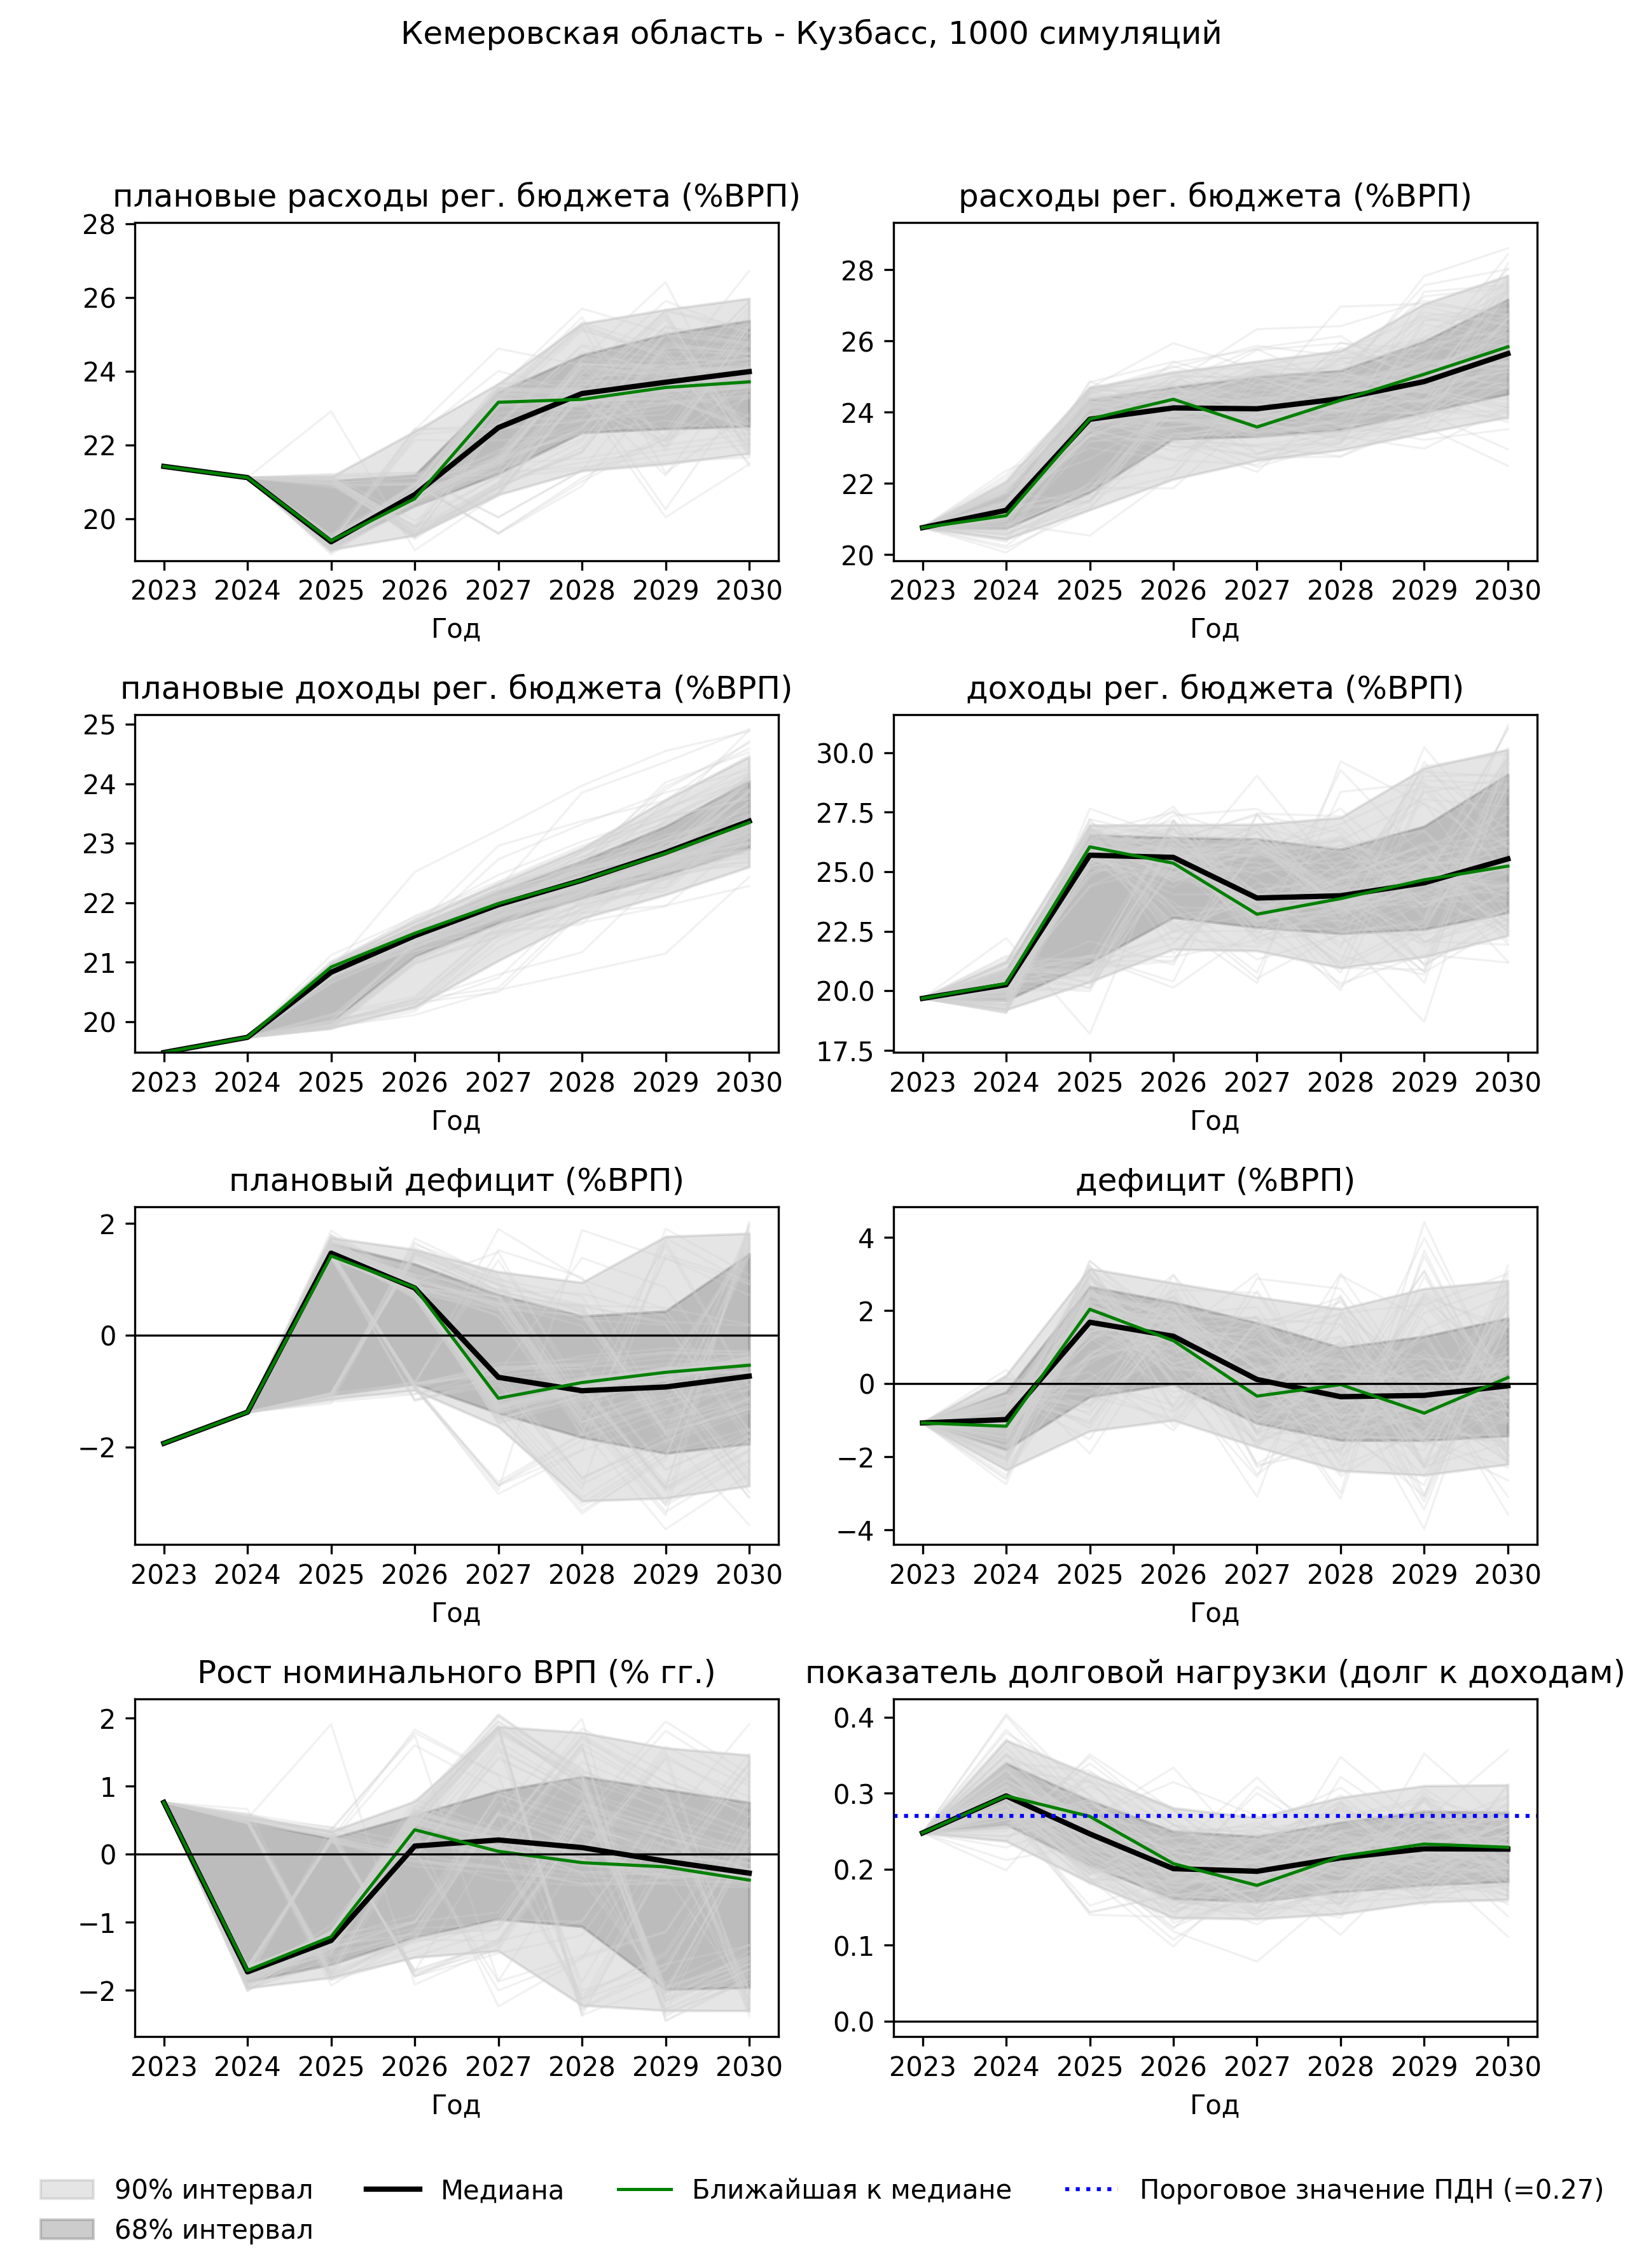 Кемеровская область - Кузбасс, 1000 симуляций
плановые расходы рег. бюджета (%ВРП)
28
26
24
22
20
2023 2024 2025 2026 2027 2028 2029 2030
Год
расходы рег. бюджета (%ВРП)
28
26
24
22
20
2023 2024 2025 2026 2027 2028 2029 2030
Год
плановые доходы рег. бюджета (%ВРП)
25
24
23
22
21
20
2023 2024 2025 2026 2027 2028 2029 2030
Год
доходы рег. бюджета (%ВРП)
30.0
27.5
25.0
22.5
20.0
17.5
2023 2024 2025 2026 2027 2028 2029 2030
Год
плановый дефицит (%ВРП)
2
0
−2
2023 2024 2025 2026 2027 2028 2029 2030
Год
дефицит (%ВРП)
4
2
0
−2
−4
2023 2024 2025 2026 2027 2028 2029 2030
Год
Рост номинального ВРП (% гг.)
2
1
0
−1
−2
2023 2024 2025 2026 2027 2028 2029 2030
Год
показатель долговой нагрузки (долг к доходам)
0.4
0.3
0.2
0.1
0.0
2023 2024 2025 2026 2027 2028 2029 2030
Год
90% интервал
68% интервал
Медиана
Ближайшая к медиане
Пороговое значение ПДН (=0.27)